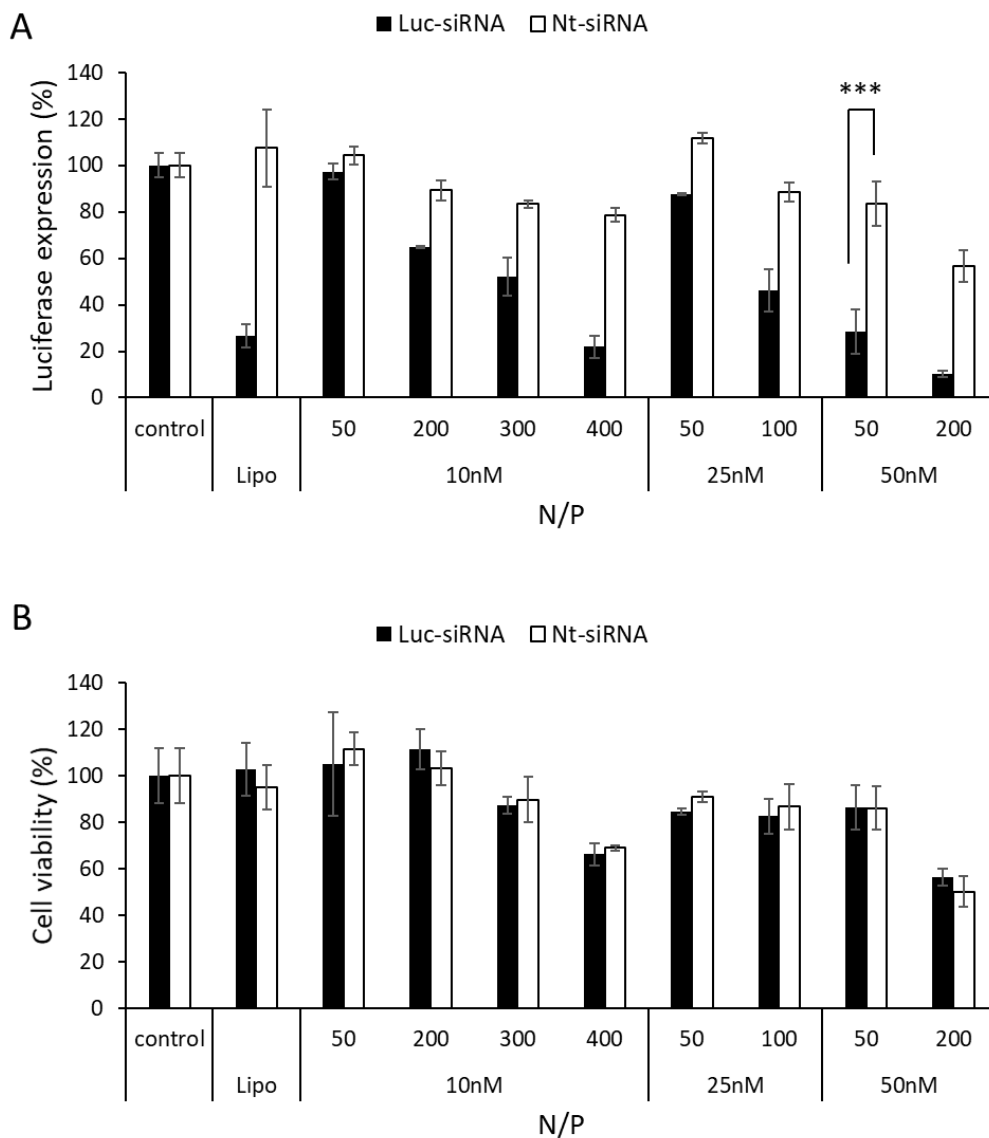 A
Luc-siRNA Nt-siRNA
Luciferase expression (%)
140
120
100
80
60
40
20
0
***
control 50 200 300 400 50 100 50 200
Lipo 10nM 25nM 50nM
N/P
B
Luc-siRNA Nt-siRNA
Cell viability (%)
140
120
100
80
60
40
20
0
control 50 200 300 400 50 100 50 200
Lipo 10nM 25nM 50nM
N/P